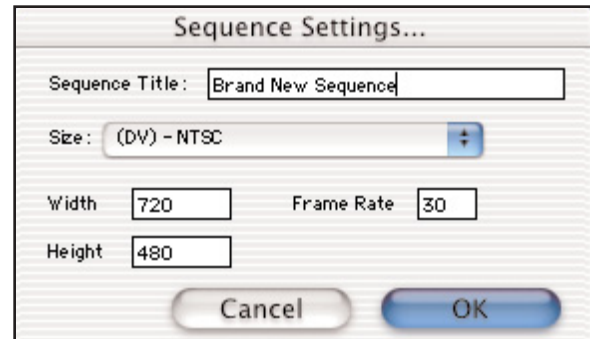 Sequence Settings...
Sequence Title: Brand New Sequence
Size: (DV) - NTSC
Width 720 Frame Rate 30
Height 480
Cancel OK